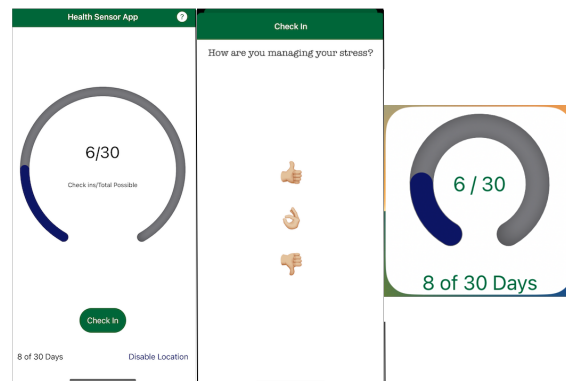 Health Sensor App
?
6/30
Check ins/Total Possible
Check In
8 of 30 Days
Disable Location
Check In
How are you managing your stress?
6 / 30
8 of 30 Days